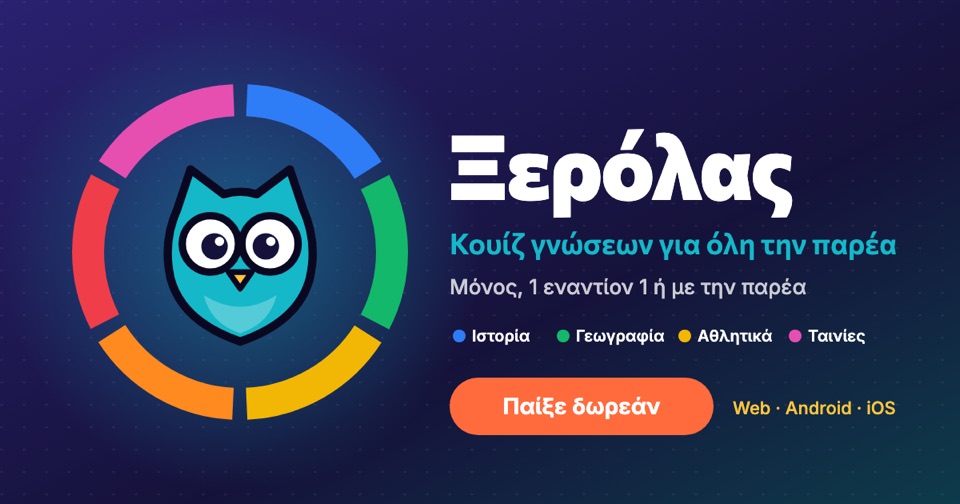 Ξερόλας
Κουίζ γνώσεων για όλη την παρέα
Μόνος, 1 εναντίον 1 ή με την παρέα
Ιστορία Γεωγραφία Αθλητικά Ταινίες
Παίξε δωρεάν Web · Android · iOS